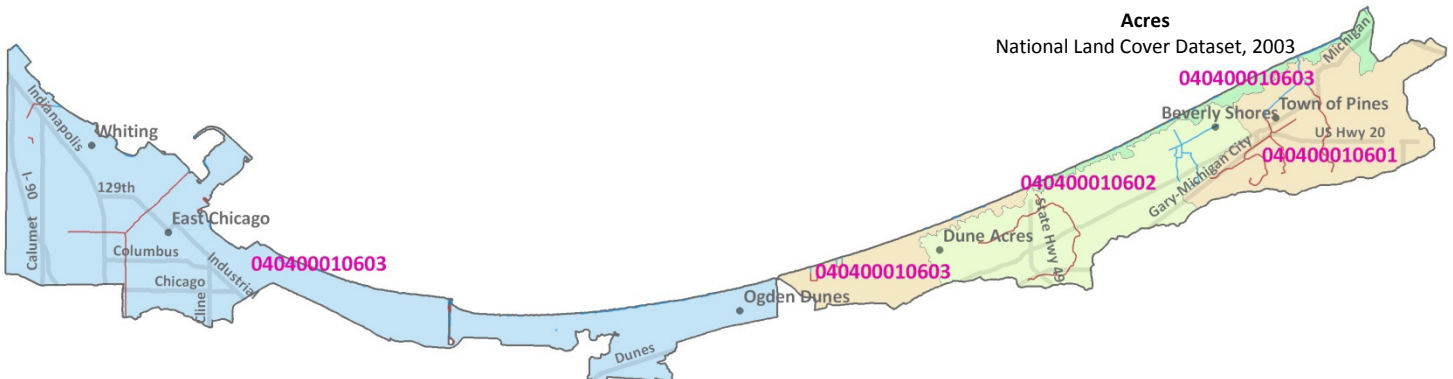 Acres
National Land Cover Dataset, 2003
Michigan
040400010603
Beverly Shores
Town of Pines
US Hwy 20
Gary-Michigan City
040400010601
040400010602
State Hwy 49
Dune Acres
040400010603
Ogden Dunes
Dunes
Indianapolis
Whiting
I- 90
129th
East Chicago
Calumet
Columbus
Industrial
040400010603
Chicago
Cline